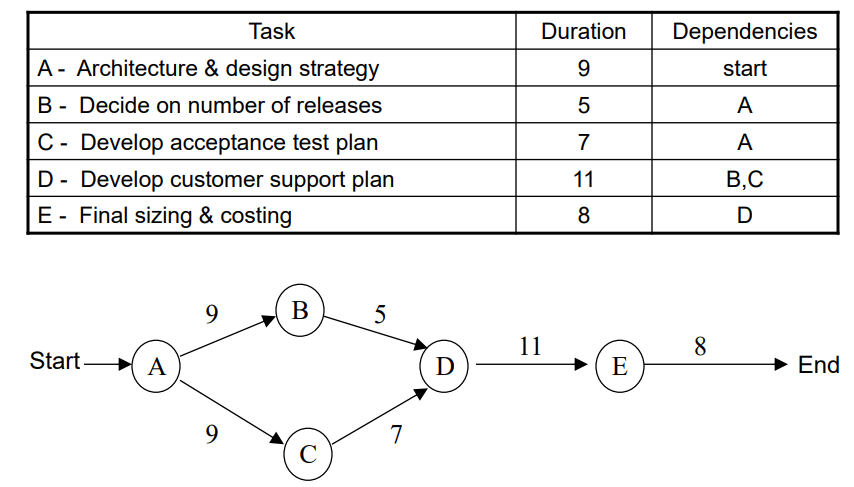 Task Duration Dependencies
A - Architecture & design strategy 9 start
B - Decide on number of releases 5 A
C - Develop acceptance test plan 7 A
D - Develop customer support plan 11 B,C
E - Final sizing & costing 8 D
9 B 5
Start A D 11 E 8 End
9 C 7